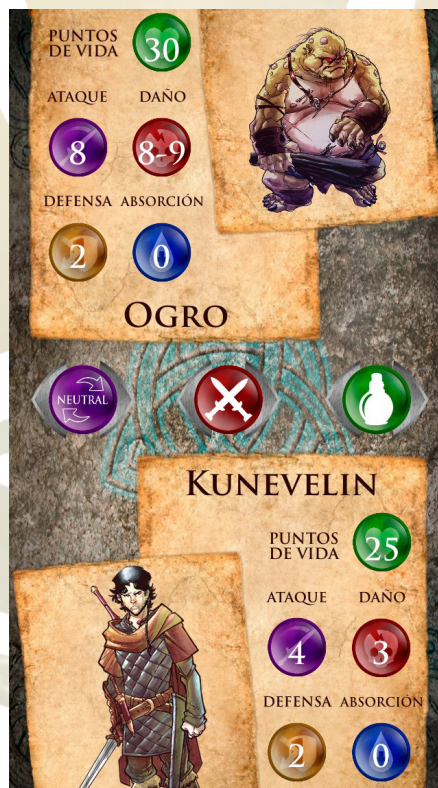 PUNTOS
DE VIDA 30
ATAQUE DAÑO
8 8-9
DEFENSA ABSORCIÓN
2 0
OGRO
NEUTRAL
KUNEVELIN
PUNTOS
DE VIDA 25
ATAQUE DAÑO
4 3
DEFENSA ABSORCIÓN
2 0